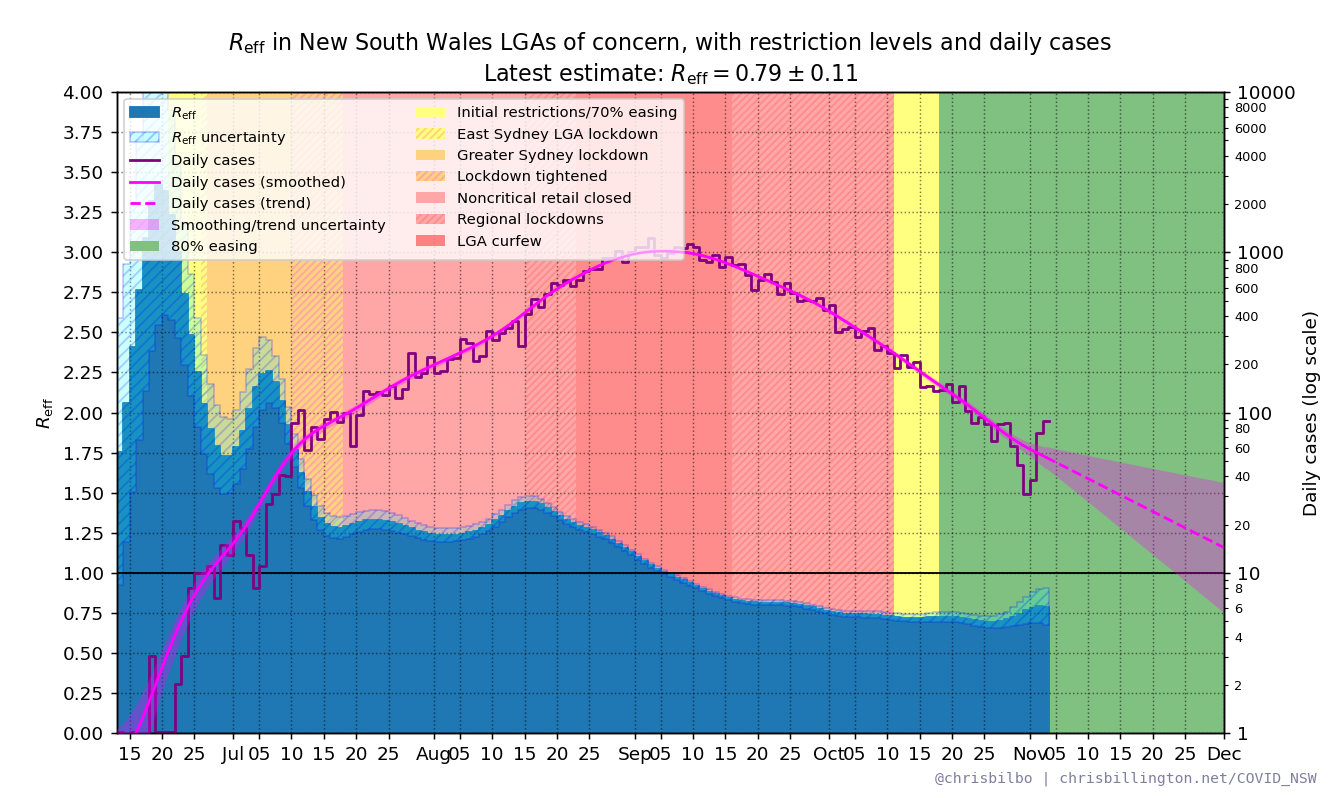 R_eff in New South Wales LGAs of concern, with restriction levels and daily cases
Latest estimate: R_eff = 0.79 ± 0.11
R_eff
R_eff uncertainty
Daily cases
Daily cases (smoothed)
Daily cases (trend)
Smoothing/trend uncertainty
80% easing
Initial restrictions/70% easing
East Sydney LGA lockdown
Greater Sydney lockdown
Lockdown tightened
Noncritical retail closed
Regional lockdowns
LGA curfew
R_eff
4.00
3.75
3.50
3.25
3.00
2.75
2.50
2.25
2.00
1.75
1.50
1.25
1.00
0.75
0.50
0.25
0.00
10000
8000
6000
4000
2000
1000
800
600
400
200
100
80
60
40
20
10
8
6
4
2
1
Daily cases (log scale)
15 20 25 Jul 05 10 15 20 25 Aug 05 10 15 20 25 Sep 05 10 15 20 25 Oct 05 10 15 20 25 Nov 05 10 15 20 25 Dec
@chrisbilbo | chrisbillington.net/COVID_NSW